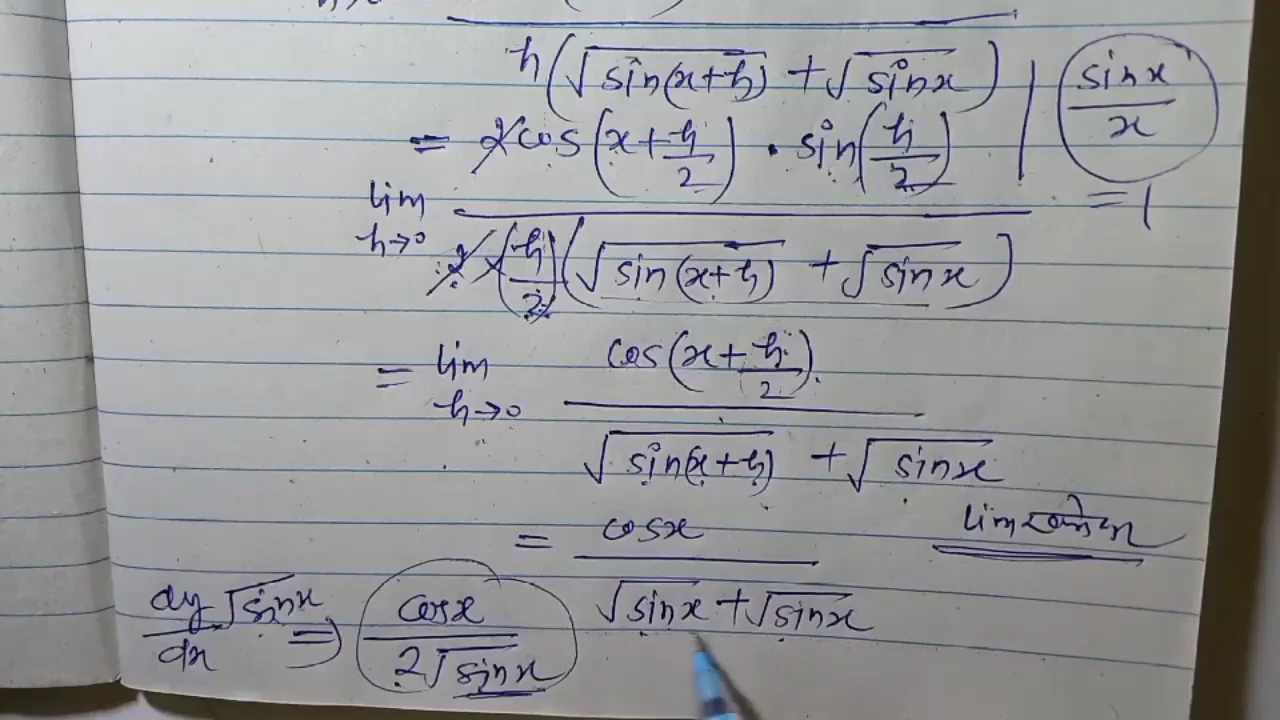 h(√sin(x+h) + √sinx) | sinx/x
= 2cos(x+h/2) · sin(h/2)
= 1
lim h→0
2×(h/2)(√sin(x+h) + √sinx)
= lim h→0 cos(x+h/2)
√sin(x+h) + √sinx
= cosx
lim
√sinx + √sinx
dy/dx √sinx => cosx/2√sinx